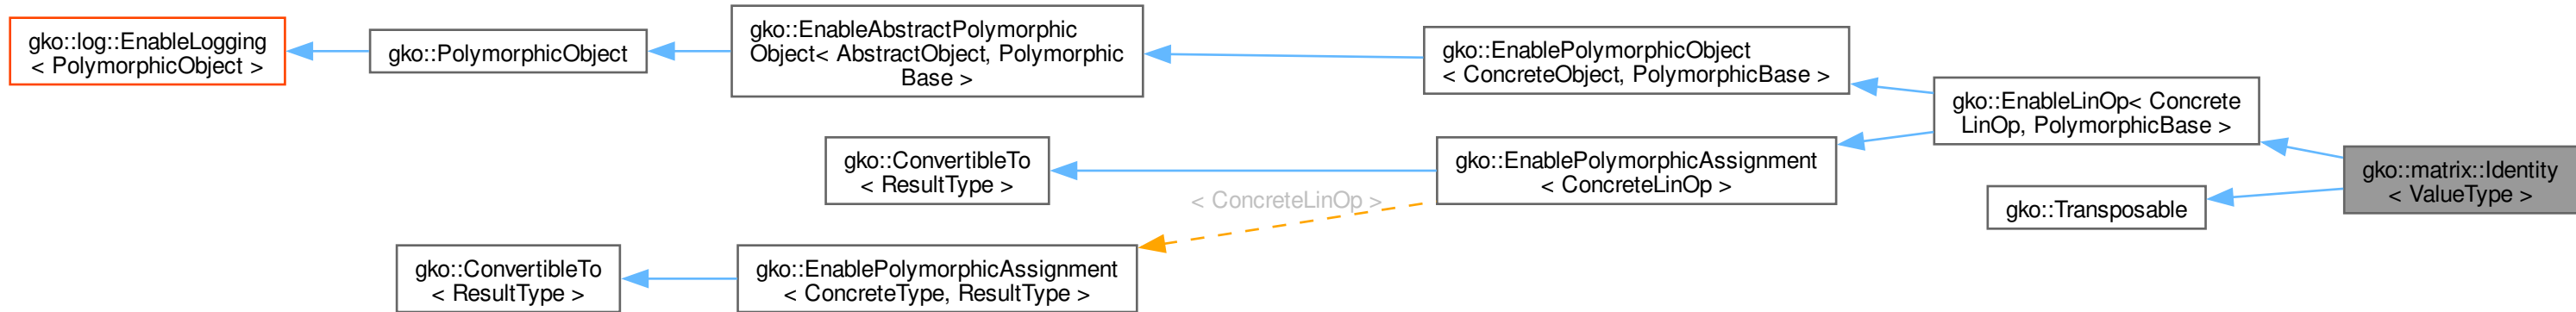 gko::log::EnableLogging
< PolymorphicObject >
gko::PolymorphicObject
gko::EnableAbstractPolymorphic
Object< AbstractObject, Polymorphic
Base >
gko::EnablePolymorphicObject
< ConcreteObject, PolymorphicBase >
gko::EnableLinOp< Concrete
LinOp, PolymorphicBase >
gko::ConvertibleTo
< ResultType >
gko::EnablePolymorphicAssignment
< ConcreteLinOp >
gko::matrix::Identity
< ValueType >
< ConcreteLinOp >
gko::Transposable
gko::ConvertibleTo
< ResultType >
gko::EnablePolymorphicAssignment
< ConcreteType, ResultType >